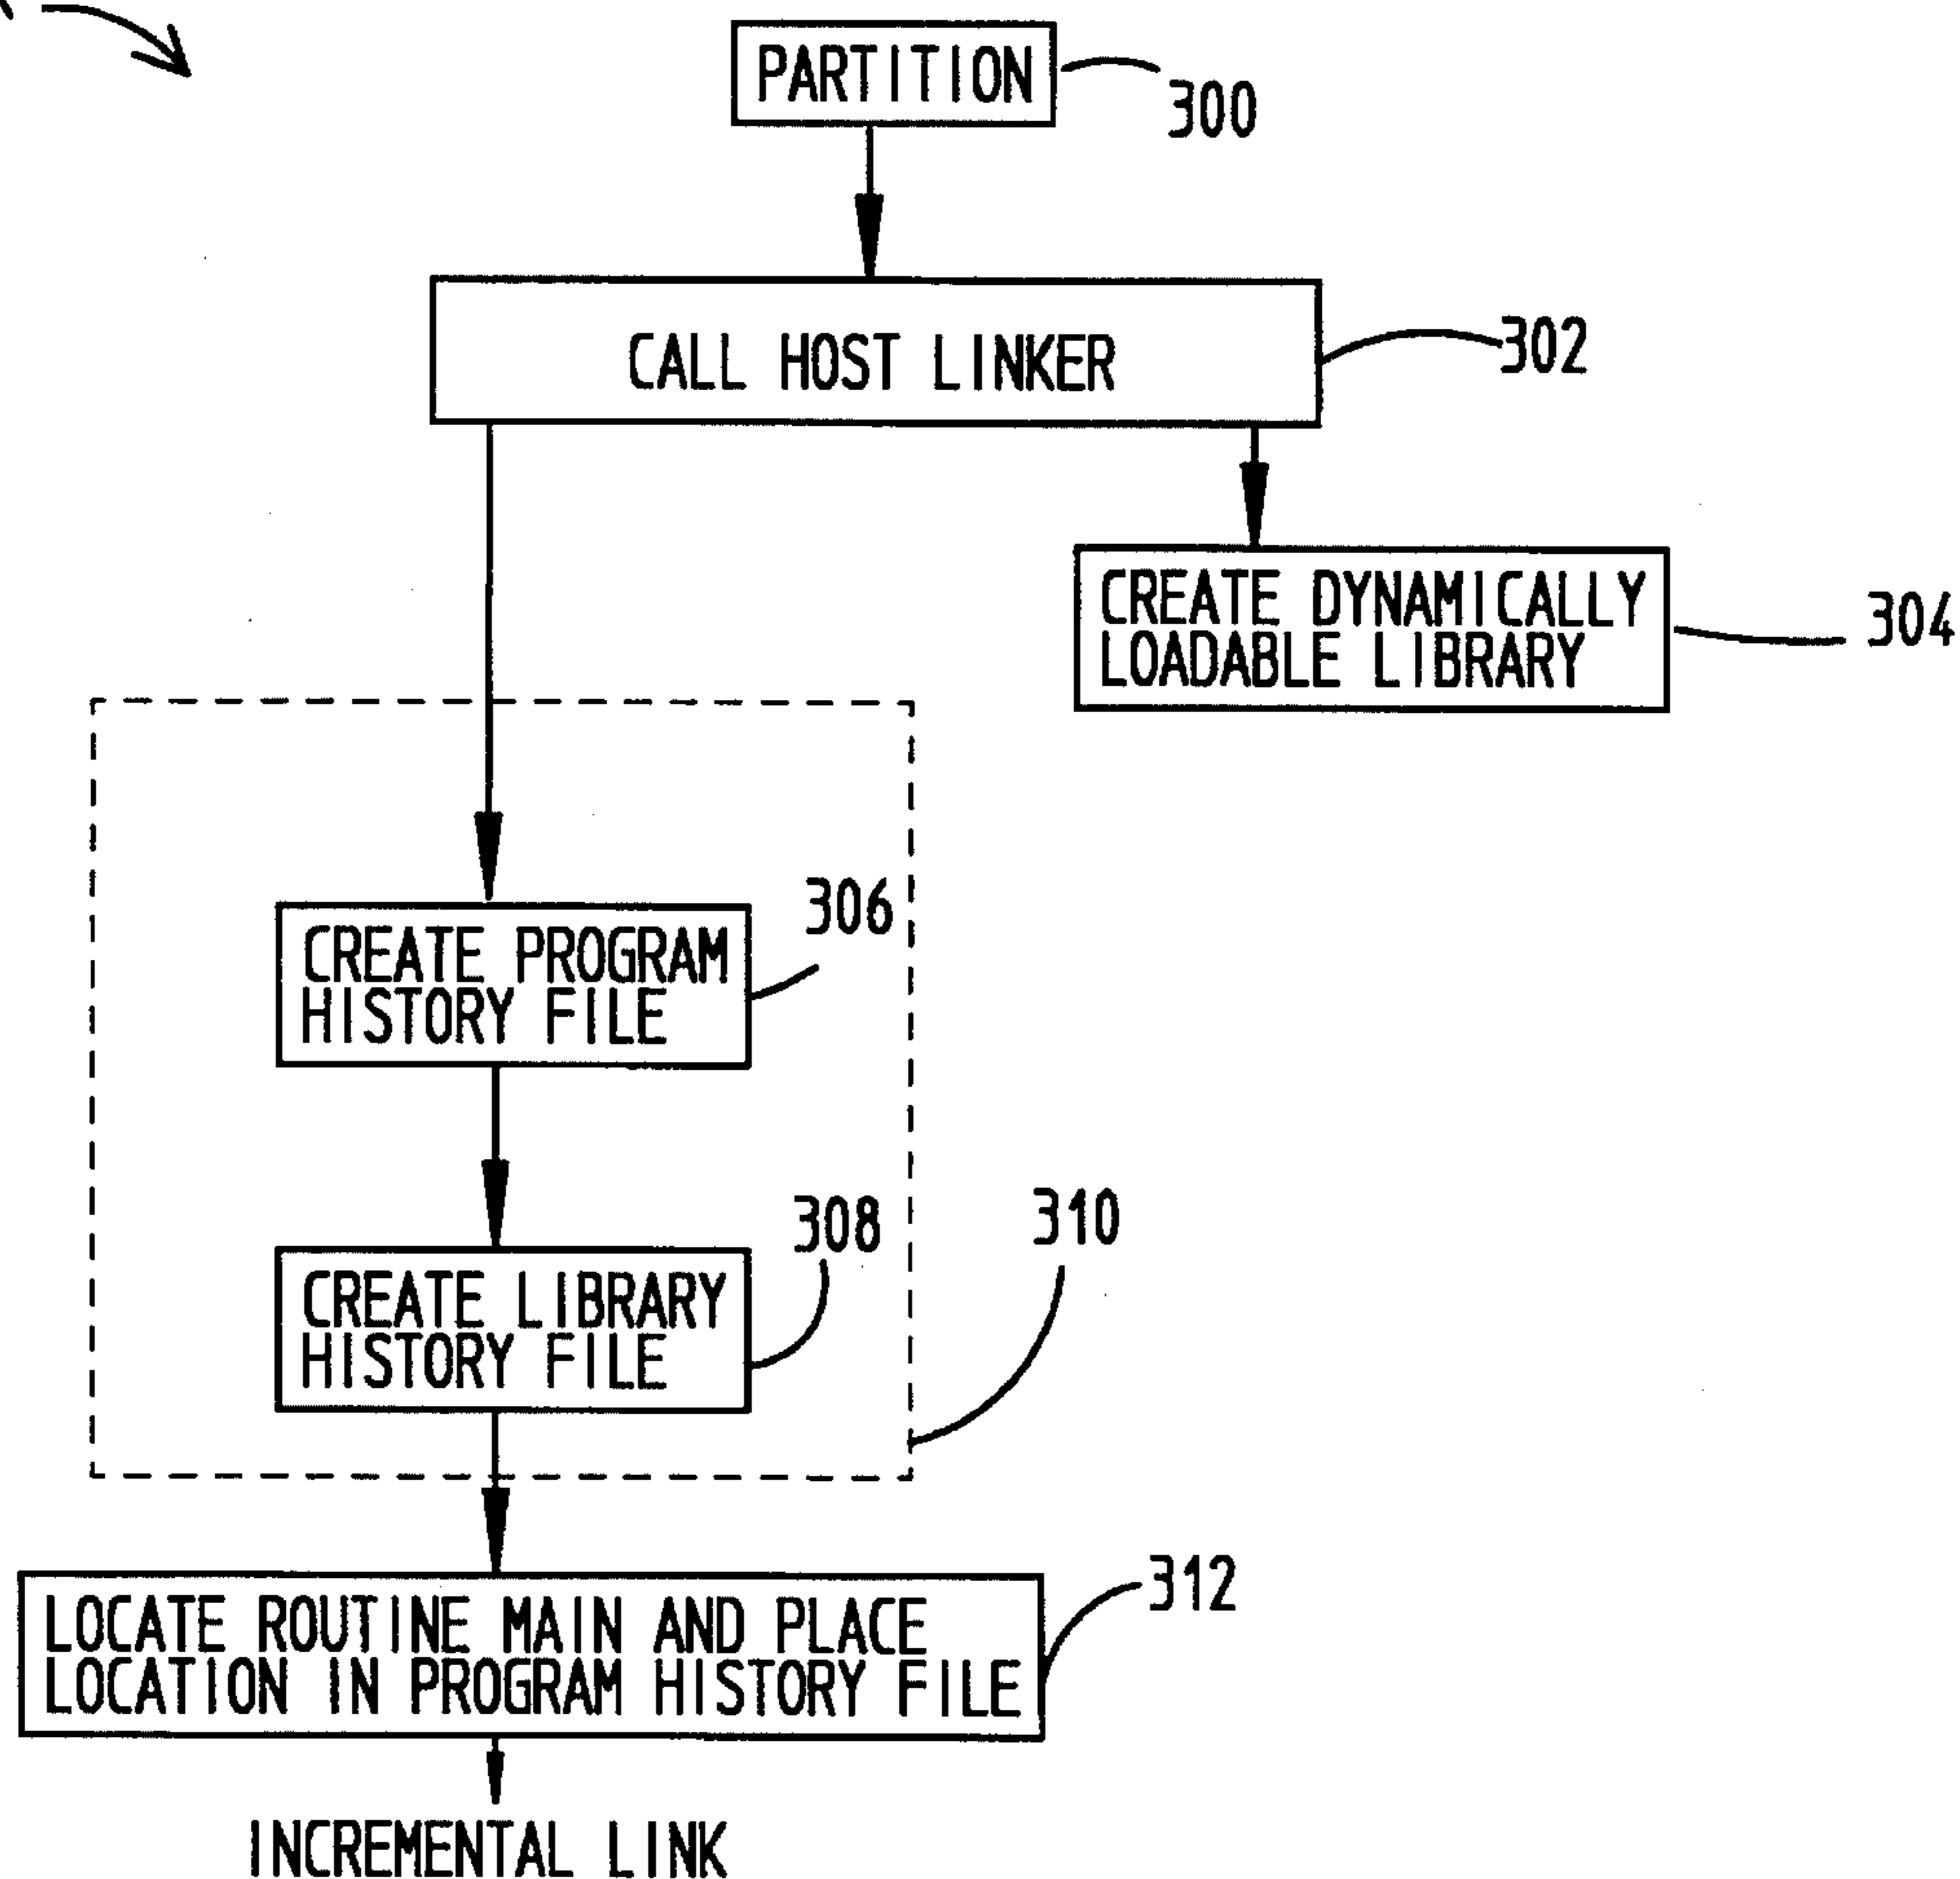 PARTITION
300
CALL HOST LINKER
302
CREATE DYNAMICALLY
LOADABLE LIBRARY
304
306
CREATE PROGRAM
HISTORY FILE
308
310
CREATE LIBRARY
HISTORY FILE
312
LOCATE ROUTINE MAIN AND PLACE
LOCATION IN PROGRAM HISTORY FILE
INCREMENTAL LINK